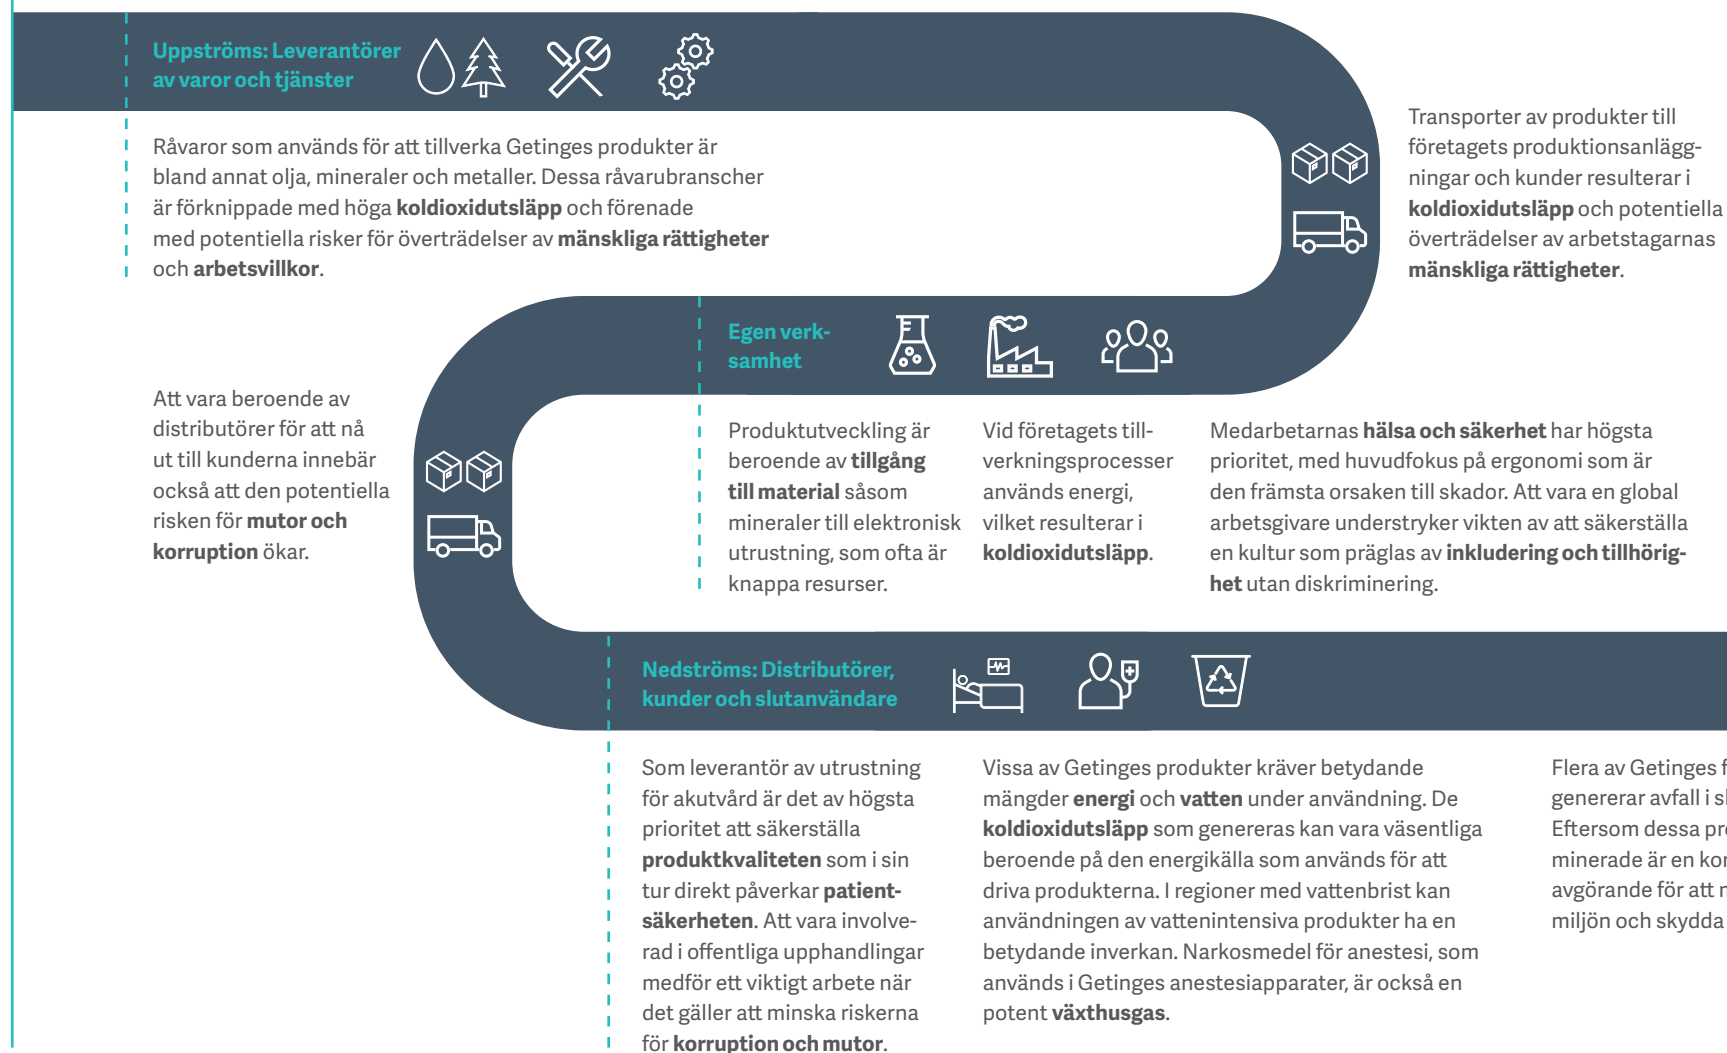 Uppströms: Leverantörer
av varor och tjänster
Råvaror som används för att tillverka Getinges produkter är
bland annat olja, mineraler och metaller. Dessa råvarubranscher
är förknippade med höga koldioxidutsläpp och förenade
med potentiella risker för överträdelser av mänskliga rättigheter
och arbetsvillkor.
Transporter av produkter till
företagets produktionsanlägg-
ningar och kunder resulterar i
koldioxidutsläpp och potentiella
överträdelser av arbetstagarnas
mänskliga rättigheter.
Egen verk-
samhet
Produktutveckling är
beroende av tillgång
till material såsom
mineraler till elektronisk
utrustning, som ofta är
knappa resurser.
Vid företagets till-
verkningsprocesser
används energi,
vilket resulterar i
koldioxidutsläpp.
Medarbetarnas hälsa och säkerhet har högsta
prioritet, med huvudfokus på ergonomi som är
den främsta orsaken till skador. Att vara en global
arbetsgivare understryker vikten av att säkerställa
en kultur som präglas av inkludering och tillhörig-
het utan diskriminering.
Att vara beroende av
distributörer för att nå
ut till kunderna innebär
också att den potentiella
risken för mutor och
korruption ökar.
Nedströms: Distributörer,
kunder och slutanvändare
Som leverantör av utrustning
för akutvård är det av högsta
prioritet att säkerställa
produktkvaliteten som i sin
tur direkt påverkar patient-
säkerheten. Att vara involve-
rad i offentliga upphandlingar
medför ett viktigt arbete när
det gäller att minska riskerna
för korruption och mutor.
Vissa av Getinges produkter kräver betydande
mängder energi och vatten under användning. De
koldioxidutsläpp som genereras kan vara väsentliga
beroende på den energikälla som används för att
driva produkterna. I regioner med vattenbrist kan
användningen av vattenintensiva produkter ha en
betydande inverkan. Narkosmedel för anestesi, som
används i Getinges anestesiapparater, är också en
potent växthusgas.
Flera av Getinges
genererar avfall i
Eftersom dessa
minerade är en
avgörande för att
miljön och skydda